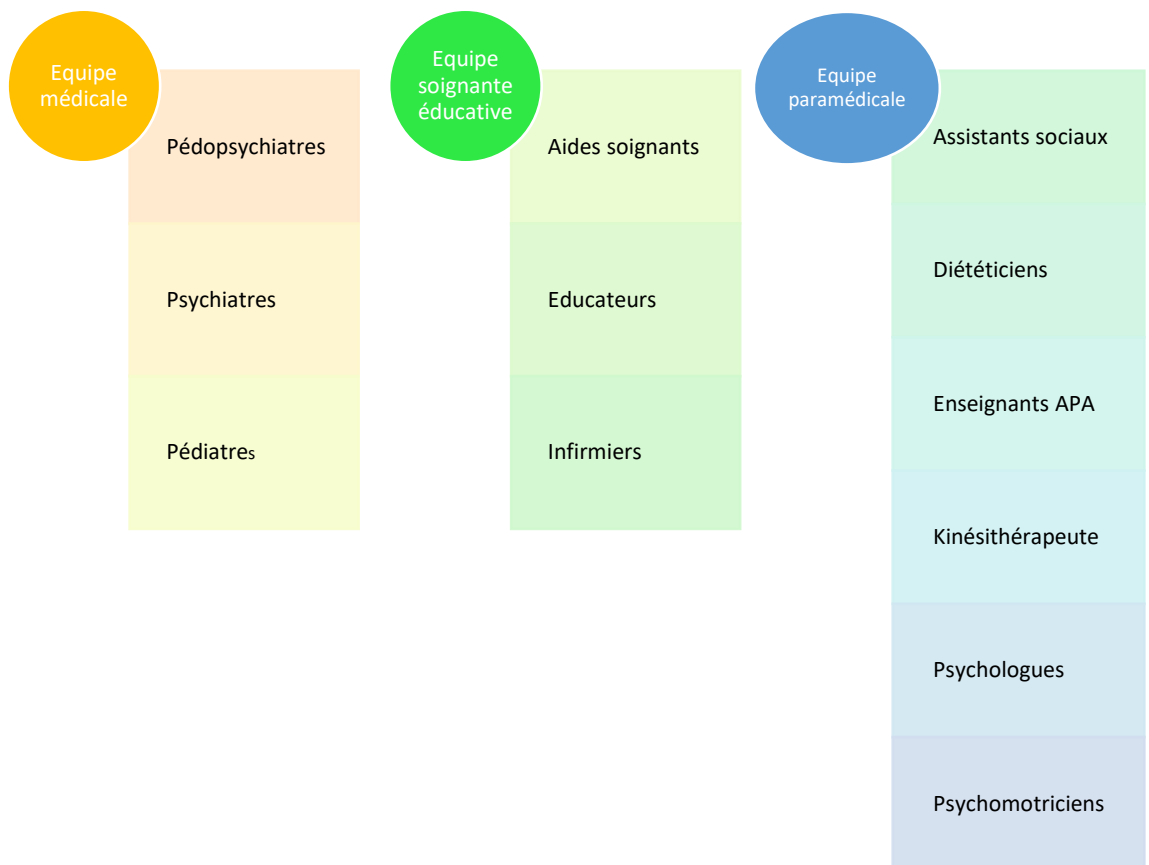 Equipe
médicale
Pédopsychiatres
Psychiatres
Pédiatres
Equipe
soignante
éducative
Aides soignants
Educateurs
Infirmiers
Equipe
paramédicale
Assistants sociaux
Diététiciens
Enseignants APA
Kinésithérapeute
Psychologues
Psychomotriciens